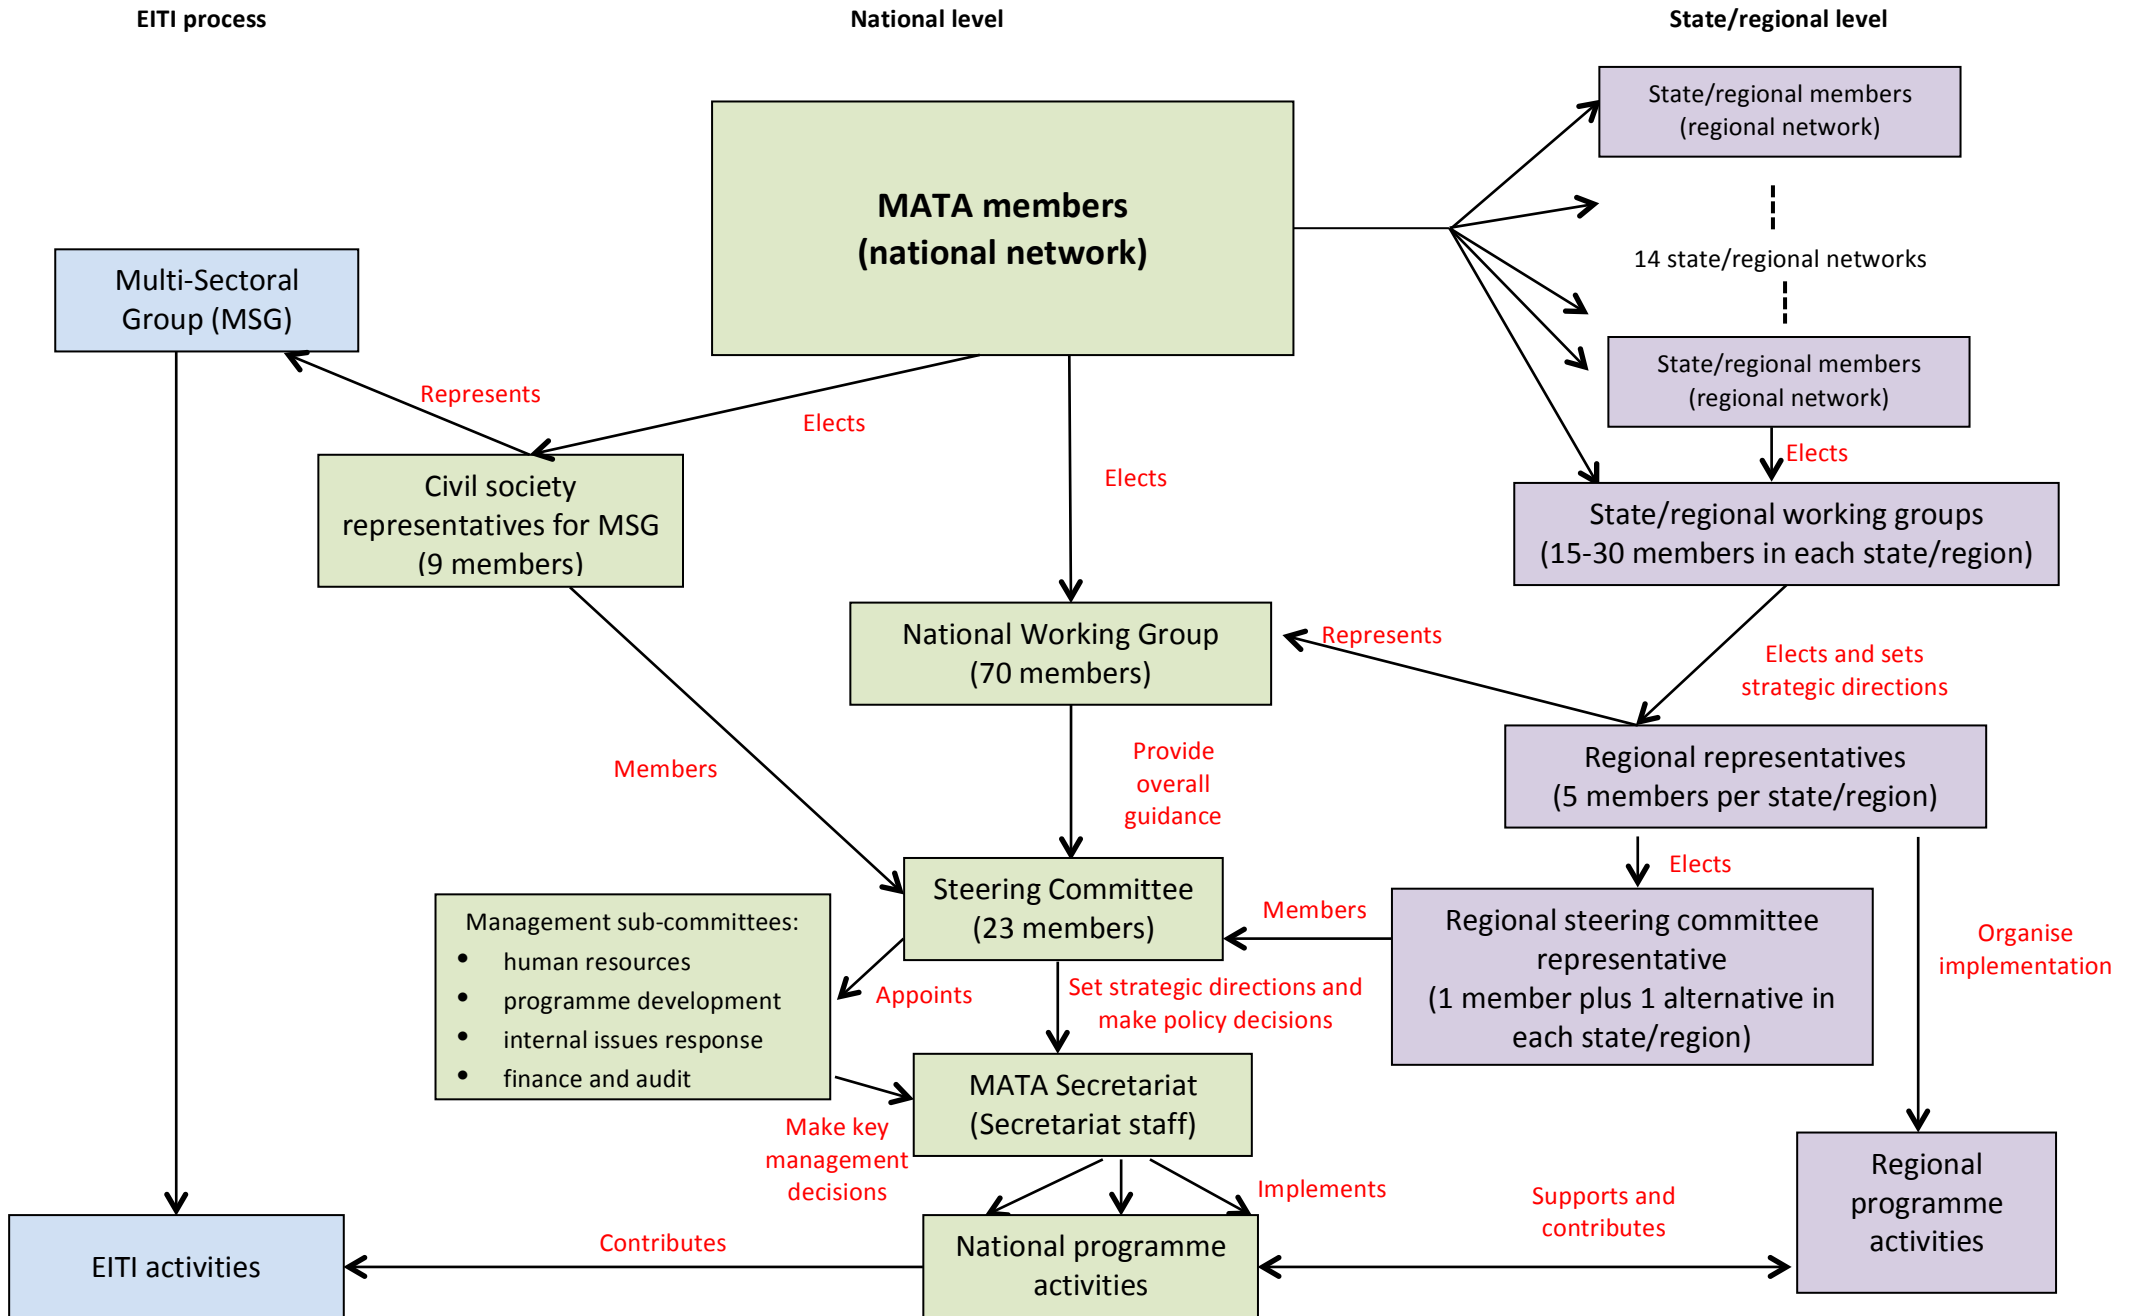 EITI process
National level
State/regional level
State/regional members
(regional network)
MATA members
(national network)
14 state/regional networks
Multi-Sectoral
Group (MSG)
State/regional members
(regional network)
Represents
Elects
Elects
Elects
Civil society
representatives for MSG
(9 members)
State/regional working groups
(15-30 members in each state/region)
National Working Group
(70 members)
Represents
Elects and sets
strategic directions
Members
Provide
overall
guidance
Regional representatives
(5 members per state/region)
Elects
Steering Committee
(23 members)
Members
Regional steering committee
representative
(1 member plus 1 alternative in
each state/region)
Organise
implementation
Management sub-committees:
• human resources
• programme development
• internal issues response
• finance and audit
Appoints
Set strategic directions and
make policy decisions
MATA Secretariat
(Secretariat staff)
Make key
management
decisions
Implements
Supports and
contributes
Regional
programme
activities
EITI activities
Contributes
National programme
activities